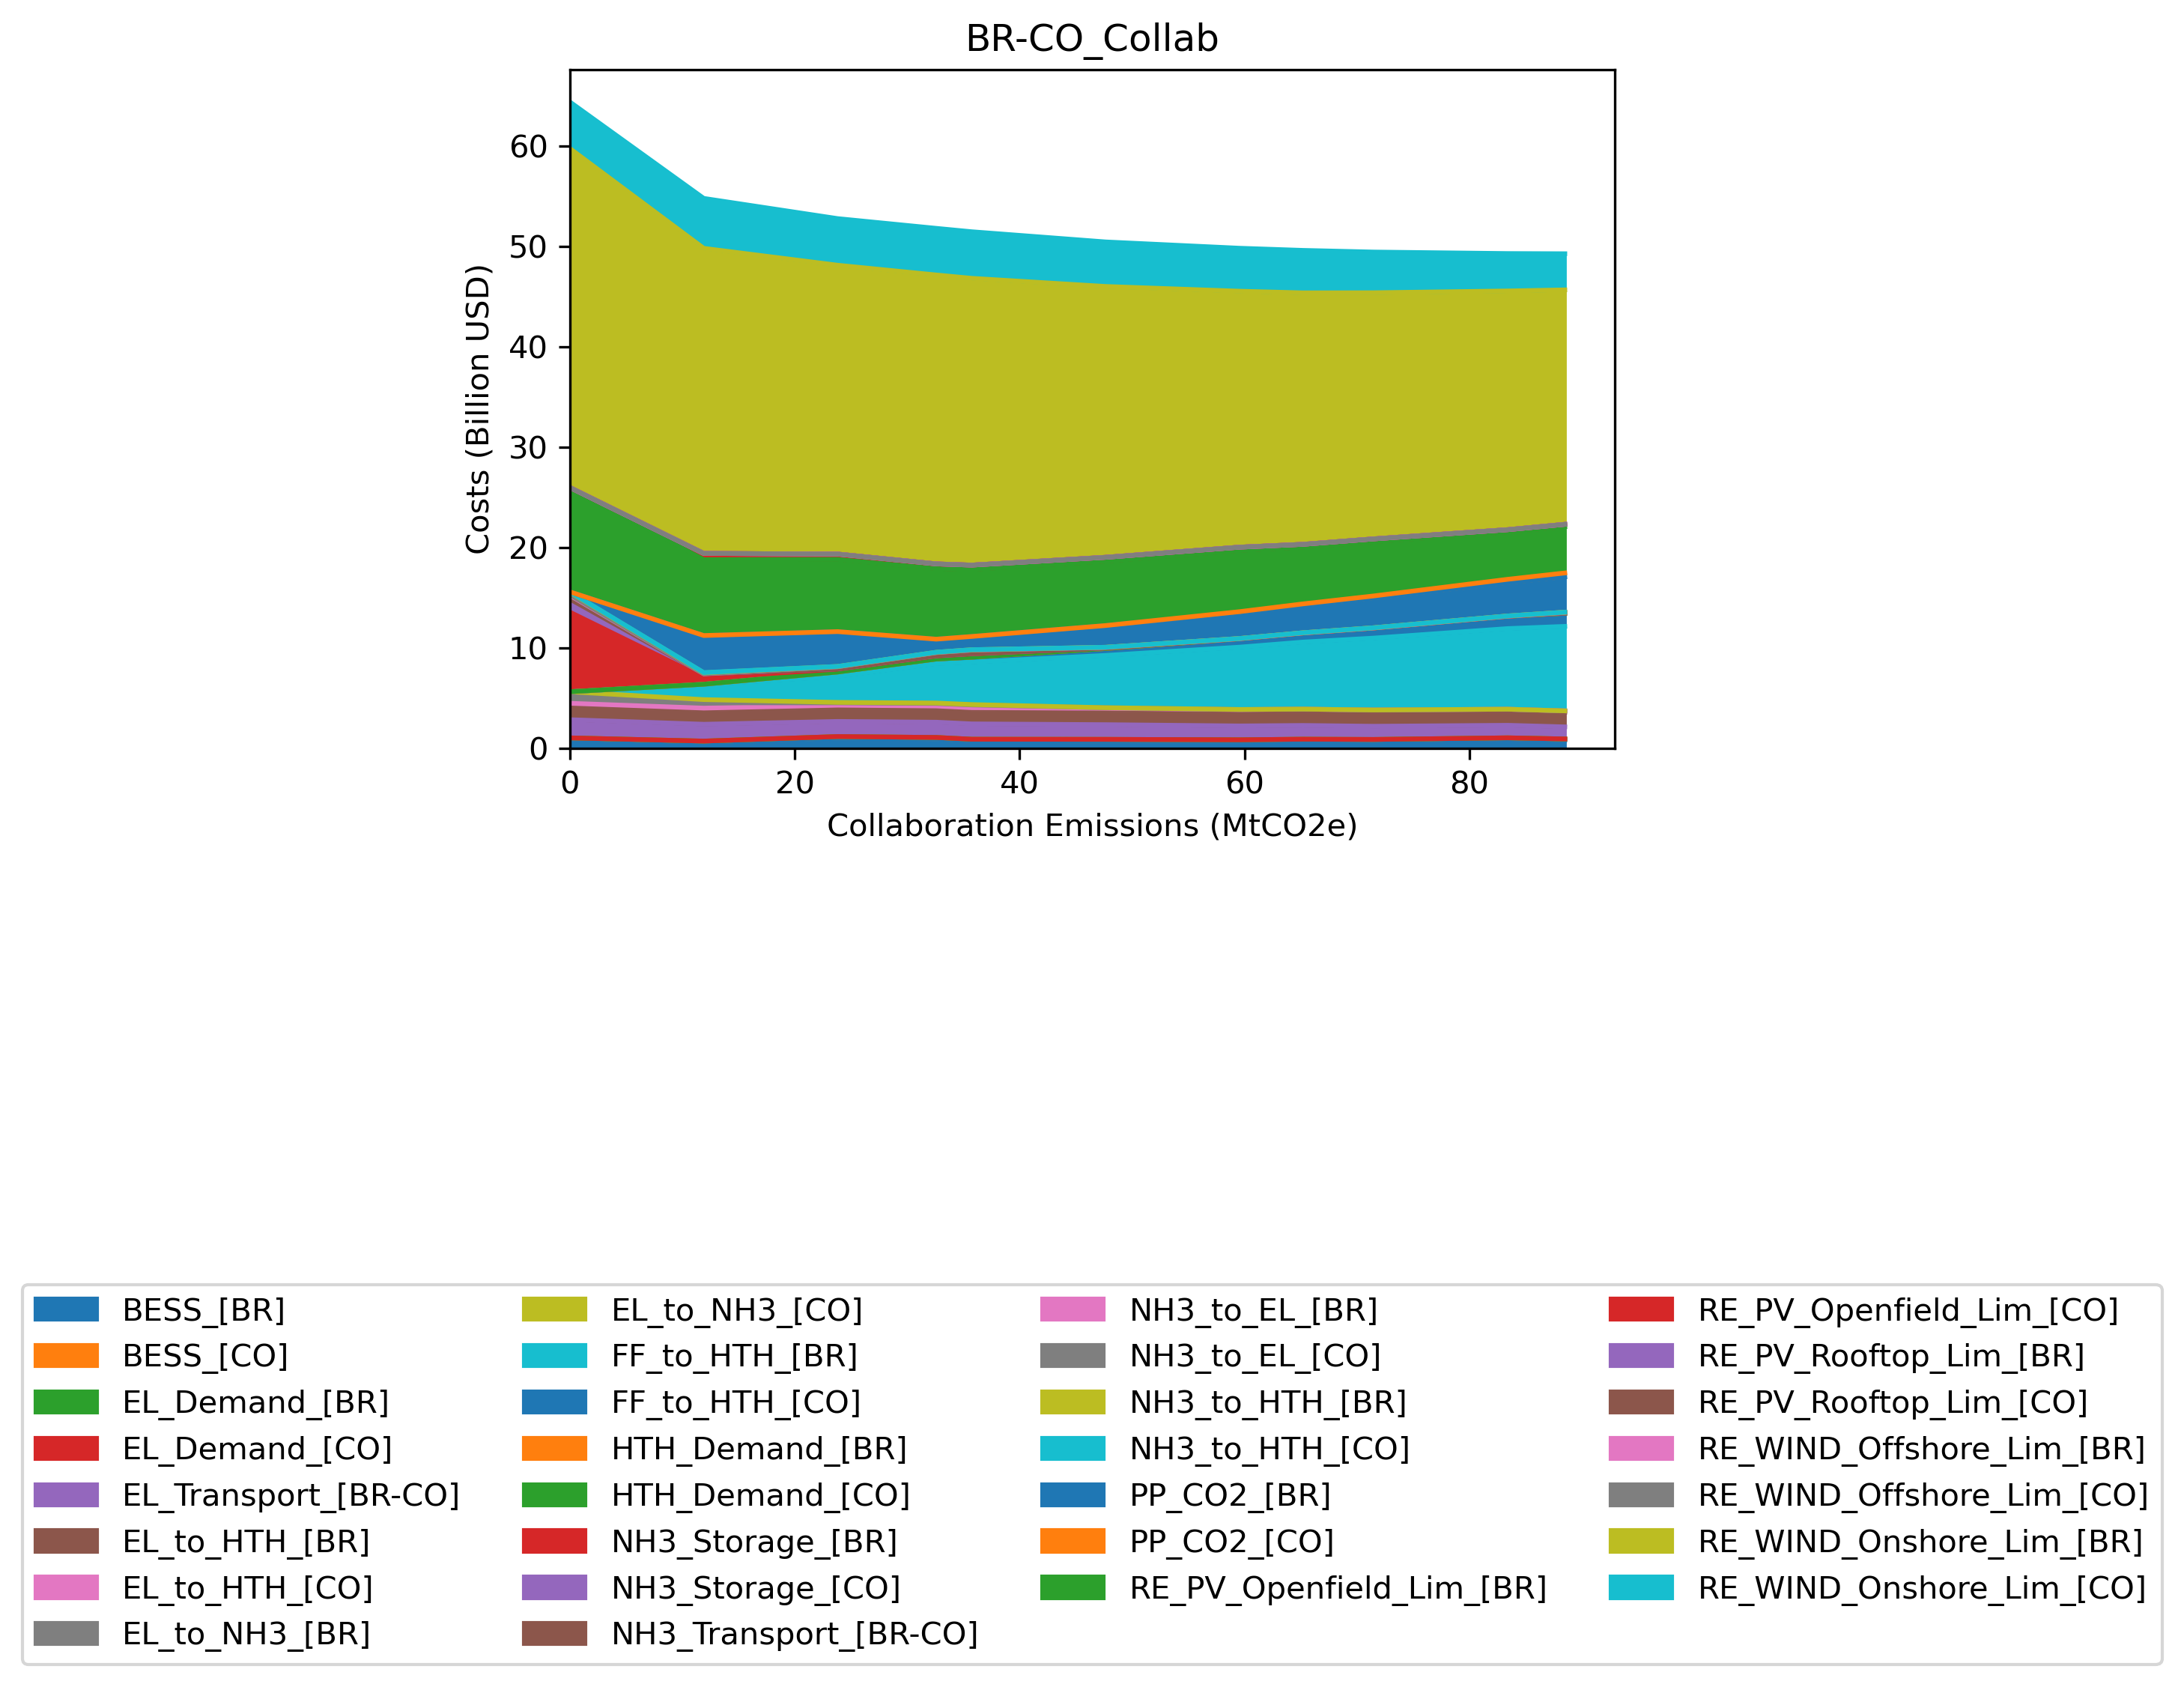 BR-CO_Collab
Costs (Billion USD)
60
50
40
30
20
10
0
0 20 40 60 80
Collaboration Emissions (MtCO2e)
BESS_[BR]
BESS_[CO]
EL_Demand_[BR]
EL_Demand_[CO]
EL_Transport_[BR-CO]
EL_to_HTH_[BR]
EL_to_HTH_[CO]
EL_to_NH3_[BR]
EL_to_NH3_[CO]
FF_to_HTH_[BR]
FF_to_HTH_[CO]
HTH_Demand_[BR]
HTH_Demand_[CO]
NH3_Storage_[BR]
NH3_Storage_[CO]
NH3_Transport_[BR-CO]
NH3_to_EL_[BR]
NH3_to_EL_[CO]
NH3_to_HTH_[BR]
NH3_to_HTH_[CO]
PP_CO2_[BR]
PP_CO2_[CO]
RE_PV_Openfield_Lim_[BR]
RE_PV_Openfield_Lim_[CO]
RE_PV_Rooftop_Lim_[BR]
RE_PV_Rooftop_Lim_[CO]
RE_WIND_Offshore_Lim_[BR]
RE_WIND_Offshore_Lim_[CO]
RE_WIND_Onshore_Lim_[BR]
RE_WIND_Onshore_Lim_[CO]